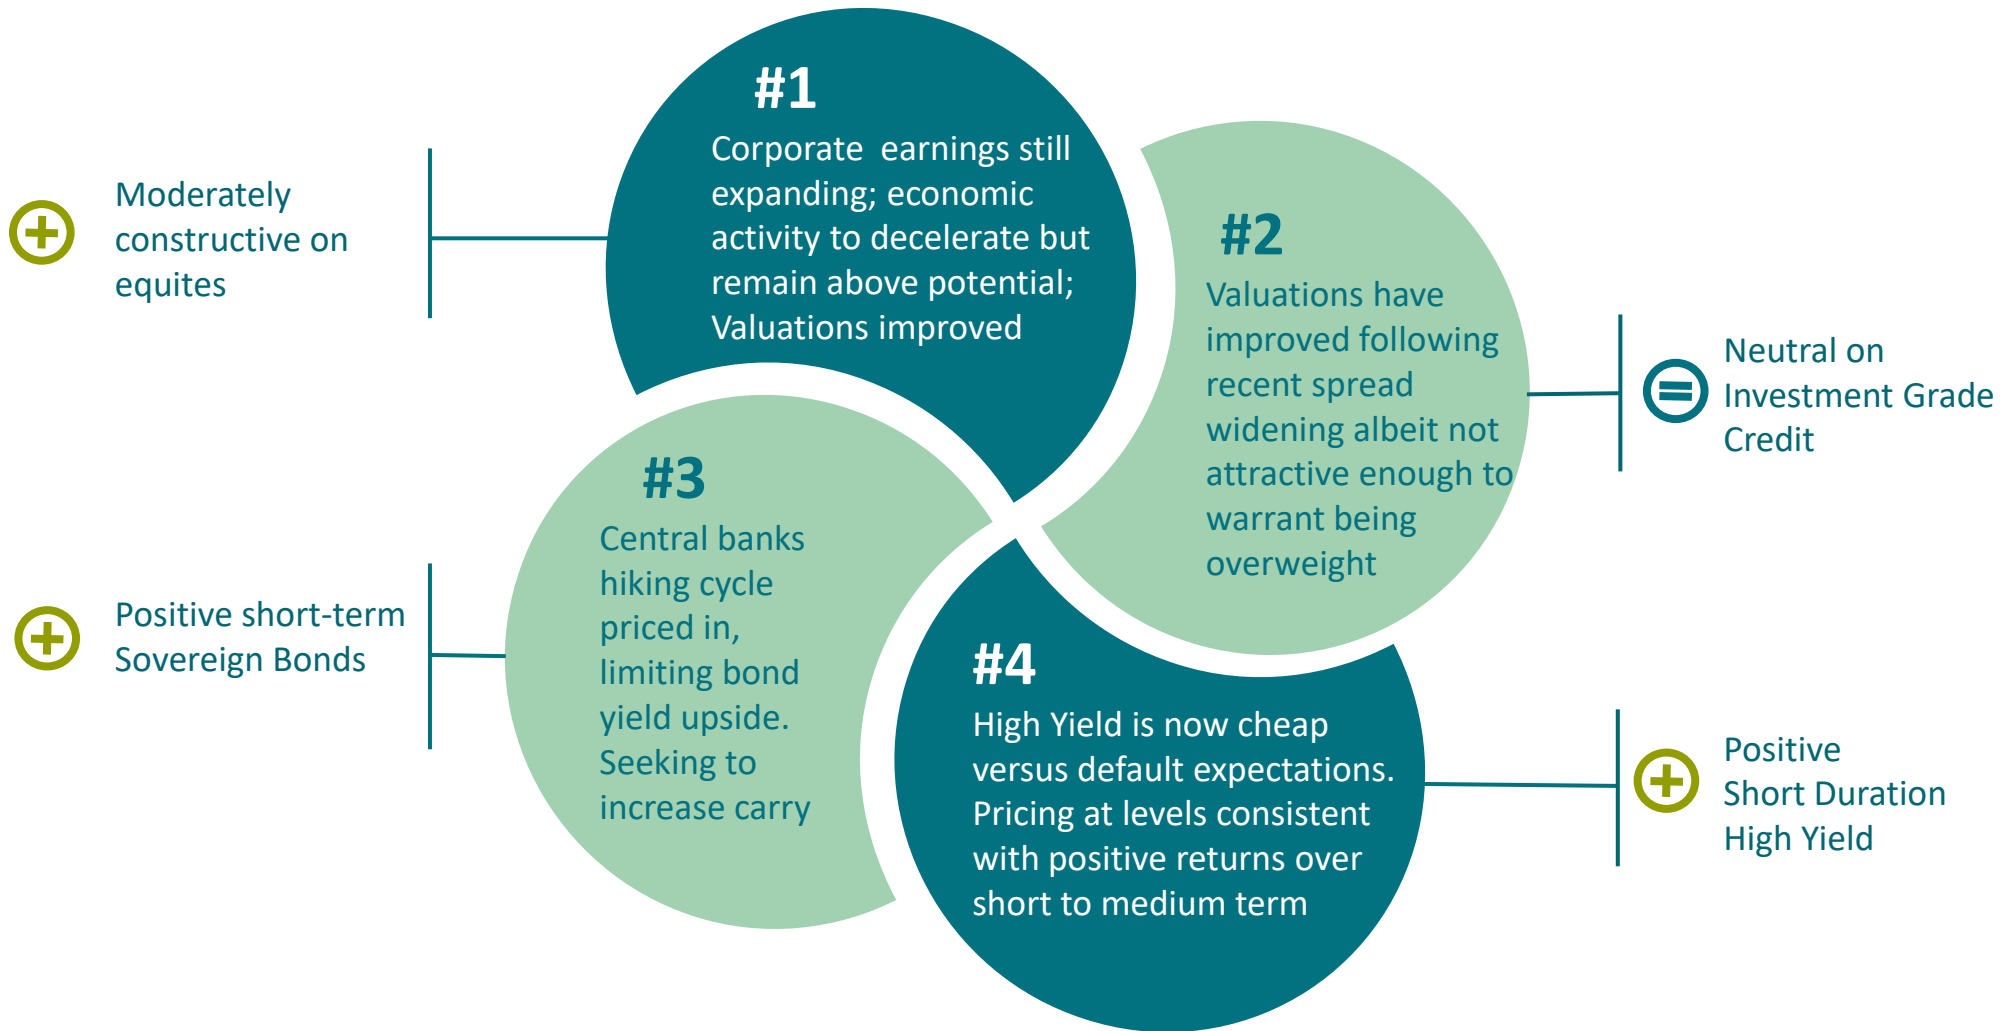 #1
Corporate  earnings still
expanding; economic
activity to decelerate but
remain above potential;
Valuations improved
Moderately
constructive on
equites
#2
Valuations have
improved following
recent spread
widening albeit not
attractive enough to
warrant being
overweight
Neutral on
Investment Grade
Credit
#3
Central banks
hiking cycle
priced in,
limiting bond
yield upside.
Seeking to
increase carry
Positive short-term
Sovereign Bonds
#4
High Yield is now cheap
versus default expectations.
Pricing at levels consistent
with positive returns over
short to medium term
Positive
Short Duration
High Yield